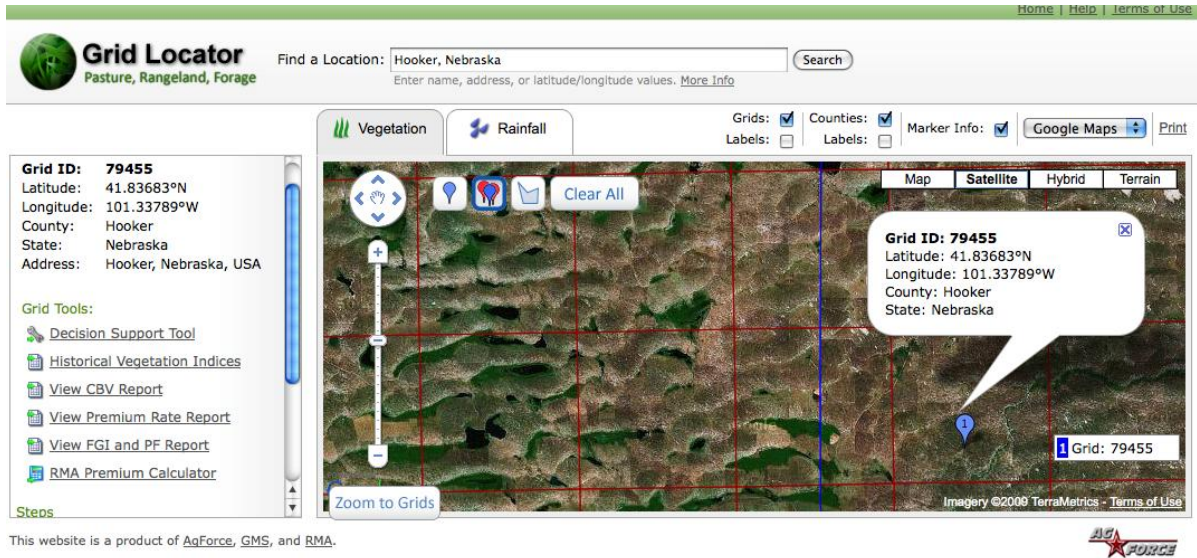 Home | Help | Terms of Use
Grid Locator
Pasture, Rangeland, Forage
Find a Location: Hooker, Nebraska Search
Enter name, address, or latitude/longitude values. More Info
Vegetation Rainfall
Grids: Counties: Marker Info: Google Maps Print
Labels: Labels:
Grid ID: 79455
Latitude: 41.83683°N
Longitude: 101.33789°W
County: Hooker
State: Nebraska
Address: Hooker, Nebraska, USA
Grid Tools:
Decision Support Tool
Historical Vegetation Indices
View CBV Report
View Premium Rate Report
View FGI and PF Report
RMA Premium Calculator
Steps
Clear All
Map Satellite Hybrid Terrain
Grid ID: 79455
Latitude: 41.83683°N
Longitude: 101.33789°W
County: Hooker
State: Nebraska
1
1 Grid: 79455
Zoom to Grids
Imagery ©2009 TerraMetrics - Terms of Use
This website is a product of AgForce, GMS, and RMA.
AG FORCE